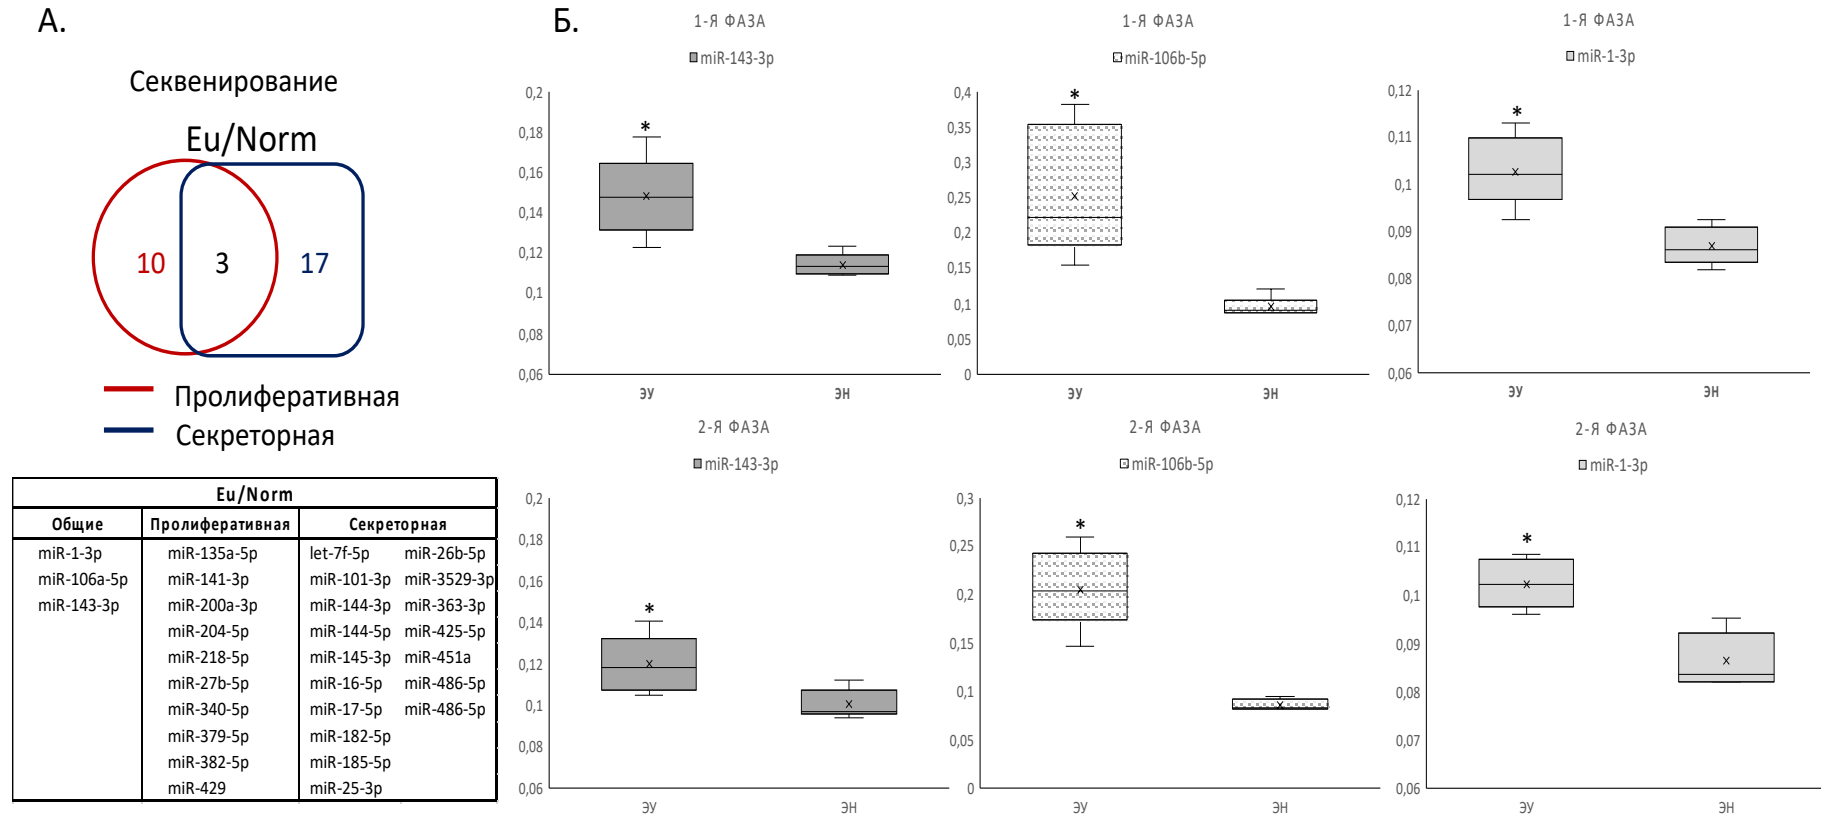 А.
Секвенирование
Eu/Norm
10 3 17
Пролиферативная
Секреторная
Eu/Norm
Общие Пролиферативная Секреторная
miR-1-3p miR-135a-5p let-7f-5p miR-26b-5p
miR-106a-5p miR-141-3p miR-101-3p miR-3529-3p
miR-143-3p miR-200a-3p miR-144-3p miR-363-3p
miR-204-5p miR-144-5p miR-425-5p
miR-218-5p miR-145-3p miR-451a
miR-27b-5p miR-16-5p miR-486-5p
miR-340-5p miR-17-5p miR-486-5p
miR-379-5p miR-182-5p
miR-382-5p miR-185-5p
miR-429 miR-25-3p
Б.
1-Я ФАЗА
miR-143-3p
0,2
0,18
0,16
0,14
0,12
0,1
0,08
0,06
*
ЭУ ЭН
1-Я ФАЗА
miR-106b-5p
0,4
0,35
0,3
0,25
0,2
0,15
0,1
0,05
0
*
ЭУ ЭН
1-Я ФАЗА
miR-1-3p
0,12
0,11
0,1
0,09
0,08
0,07
0,06
*
ЭУ ЭН
2-Я ФАЗА
miR-143-3p
0,2
0,18
0,16
0,14
0,12
0,1
0,08
0,06
*
ЭУ ЭН
2-Я ФАЗА
miR-106b-5p
0,3
0,25
0,2
0,15
0,1
0,05
0
*
ЭУ ЭН
2-Я ФАЗА
miR-1-3p
0,12
0,11
0,1
0,09
0,08
0,07
0,06
*
ЭУ ЭН